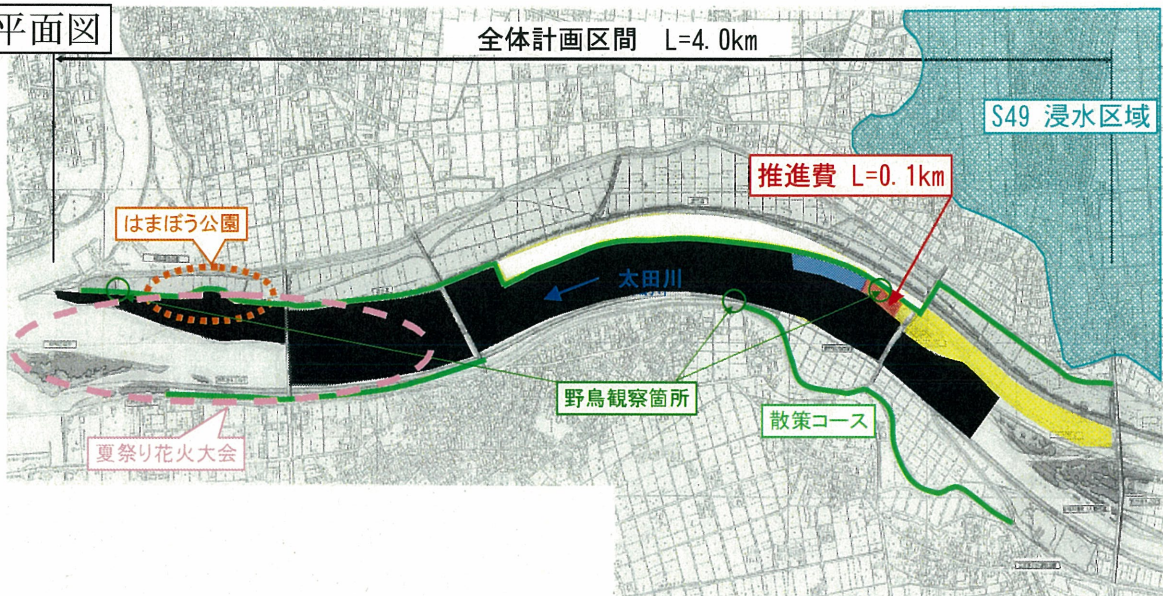 平面図
全体計画区間 L=4.0km
S49 浸水区域
推進費 L=0.1km
はまぼう公園
太田川
野鳥観察箇所
散策コース
夏祭り花火大会